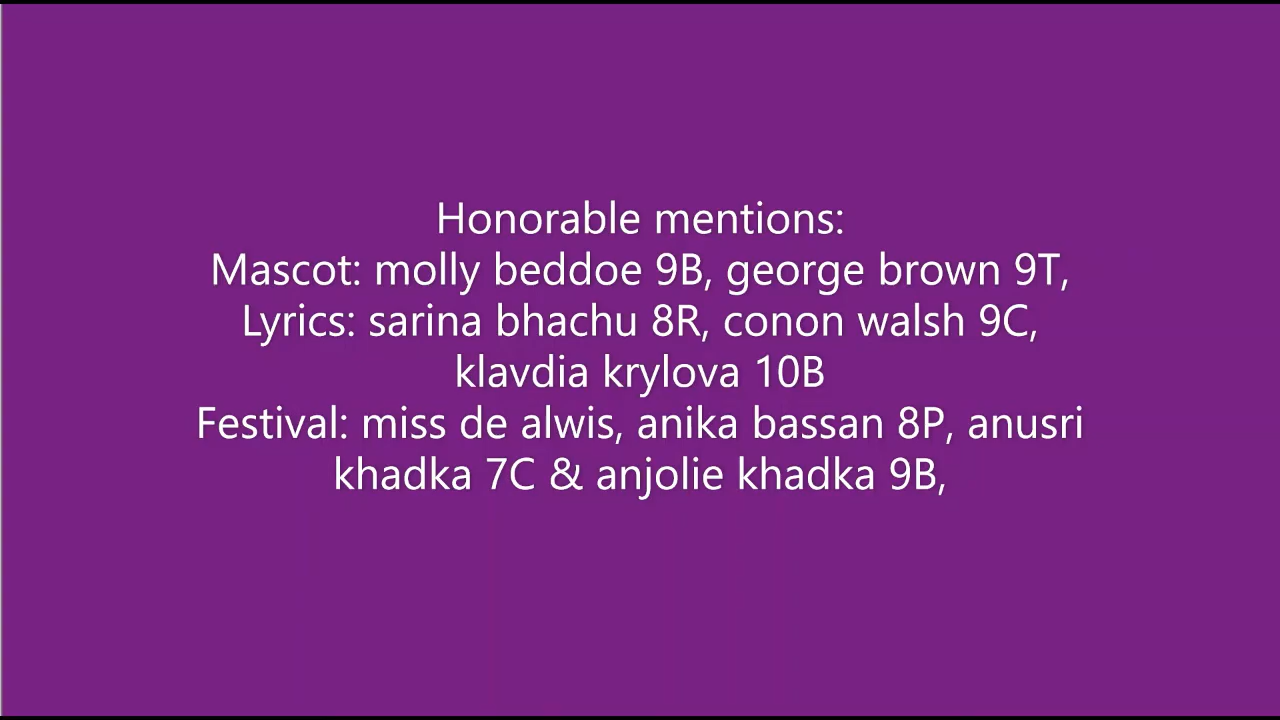 Honorable mentions:
Mascot: molly beddoe 9B, george brown 9T,
Lyrics: sarina bhachu 8R, conon walsh 9C,
klavdia krylova 10B
Festival: miss de alwis, anika bassan 8P, anusri
khadka 7C & anjolie khadka 9B,